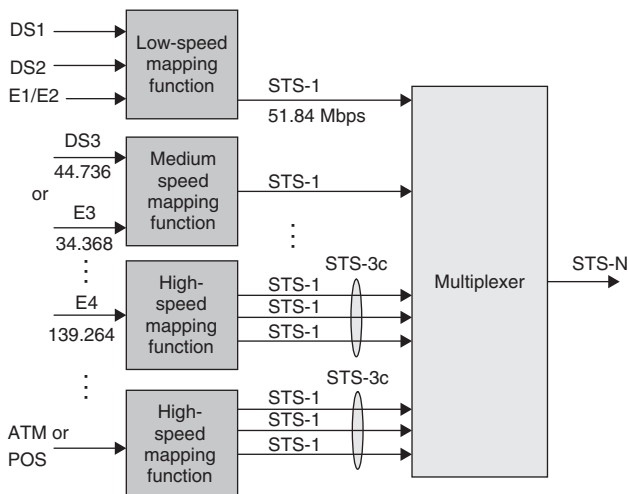 DS1
DS2
E1/E2
Low-speed
mapping
function
STS-1
51.84 Mbps
DS3
44.736
or
E3
34.368
Medium
speed
mapping
function
STS-1
E4
139.264
High-
speed
mapping
function
STS-3c
STS-1
STS-1
STS-1
Multiplexer
STS-N
ATM or
POS
High-
speed
mapping
function
STS-3c
STS-1
STS-1
STS-1